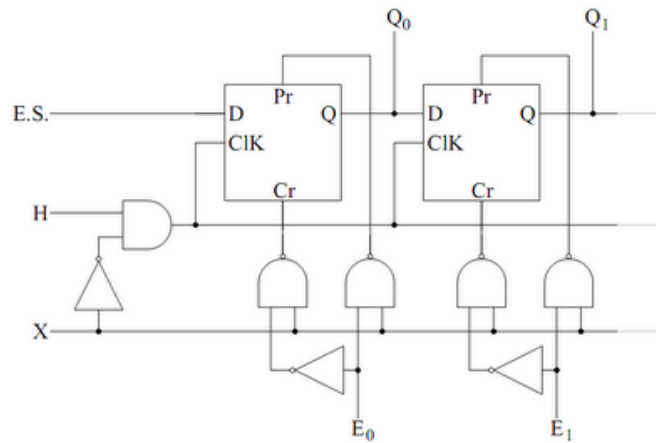 Q0 Q1
Pr Pr
E.S. D Q D Q
ClK ClK
Cr Cr
H
X
E0 E1